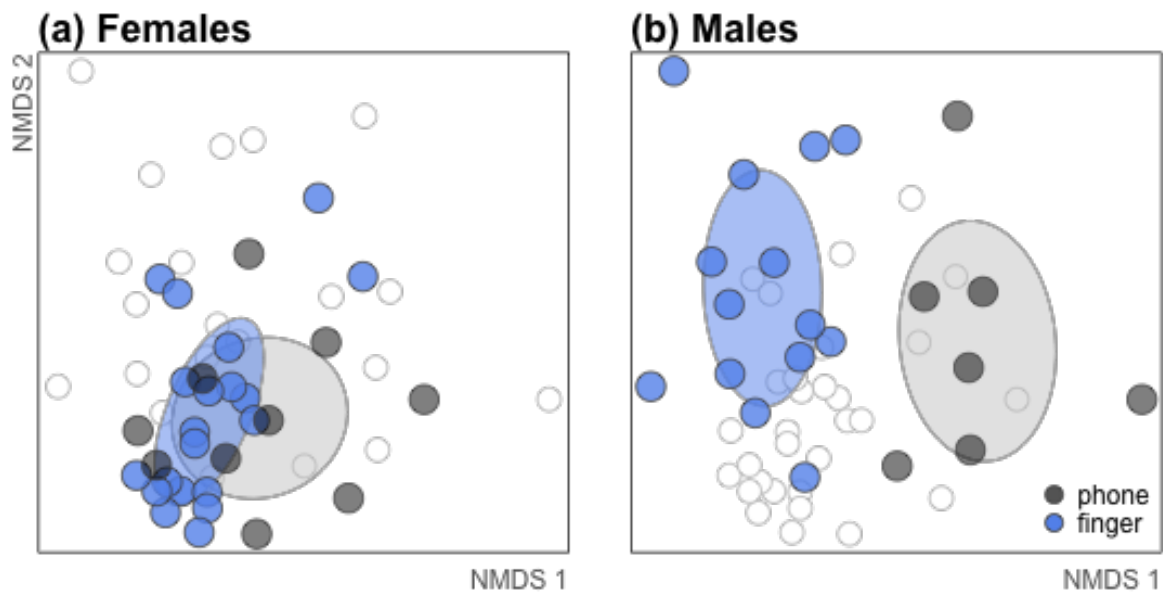 (a) Females
NMDS 2
NMDS 1
(b) Males
phone
finger
NMDS 1